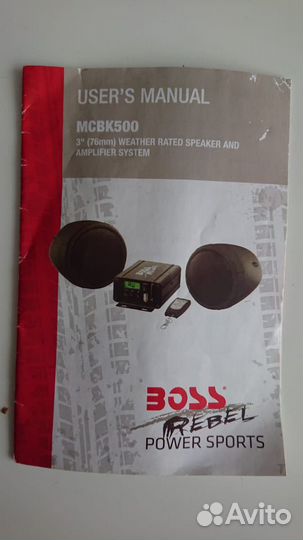 USER'S MANUAL
MCBK500
3" (76mm) WEATHER RATED SPEAKER AND
AMPLIFIER SYSTEM
BOSS
REBEL
POWER SPORTS
Avito